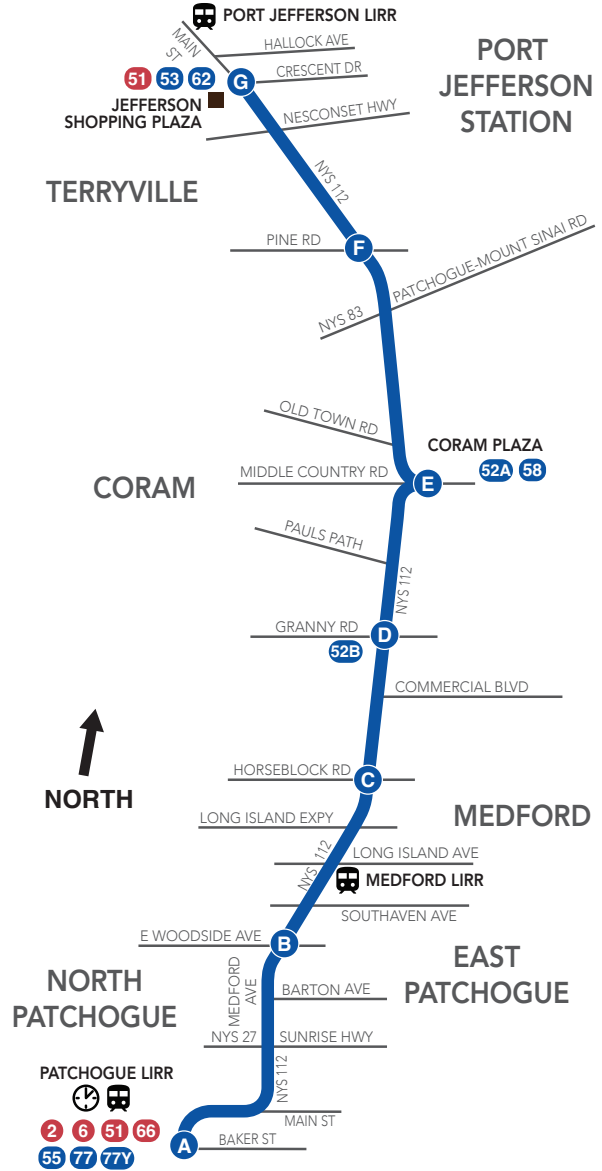 PORT JEFFERSON LIRR
MAIN ST
HALLOCK AVE
PORT
JEFFERSON
STATION
51 53 62
G
CRESCENT DR
JEFFERSON
SHOPPING PLAZA
NESCONSET HWY
NYS 112
TERRYVILLE
PINE RD
F
PATCHOGUE-MOUNT SINAI RD
NYS 83
OLD TOWN RD
CORAM PLAZA
52A 58
MIDDLE COUNTRY RD
E
CORAM
PAULS PATH
NYS 112
GRANNY RD
D
52B
COMMERCIAL BLVD
NORTH
HORSEBLOCK RD
C
LONG ISLAND EXPY
MEDFORD
NYS 112
LONG ISLAND AVE
MEDFORD LIRR
SOUTHAVEN AVE
E WOODSIDE AVE
B
EAST
PATCHOGUE
NORTH
PATCHOGUE
MEDFORD
AVE
BARTON AVE
NYS 27
SUNRISE HWY
NYS 112
PATCHOGUE LIRR
2 6 51 66
55 77 77Y
MAIN ST
A
BAKER ST